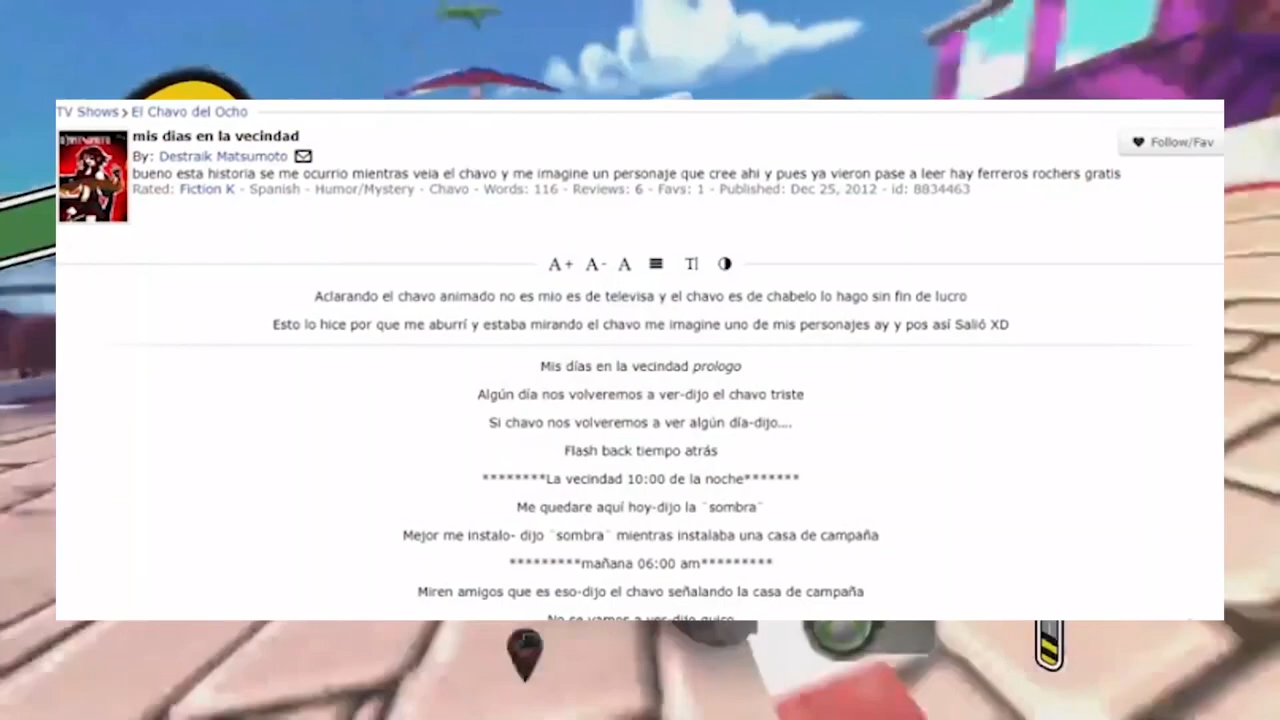 TV Shows > El Chavo del Ocho
mis dias en la vecindad
By: Destraik Matsumoto
Follow/Fav
bueno esta historia se me ocurrio mientras veia el chavo y me imagine un personaje que cree ahi y pues ya vieron pase a leer hay ferreros rochers gratis
Rated: Fiction K - Spanish - Humor/Mystery - Chavo - Words: 116 - Reviews: 6 - Favs: 1 - Published: Dec 25, 2012 - id: 8834463
A+ A- A
Aclarando el chavo animado no es mio es de televisa y el chavo es de chabelo lo hago sin fin de lucro
Esto lo hice por que me aburrí y estaba mirando el chavo me imagine uno de mis personajes ay y pos así Salió XD
Mis días en la vecindad prologo
Algún día nos volveremos a ver-dijo el chavo triste
Si chavo nos volveremos a ver algún día-dijo....
Flash back tiempo atrás
********La vecindad 10:00 de la noche*******
Me quedare aquí hoy-dijo la ¨sombra¨
Mejor me instalo- dijo ¨sombra¨ mientras instalaba una casa de campaña
*********mañana 06:00 am*********
Miren amigos que es eso-dijo el chavo señalando la casa de campaña
No se vamos a ver-dijo quico